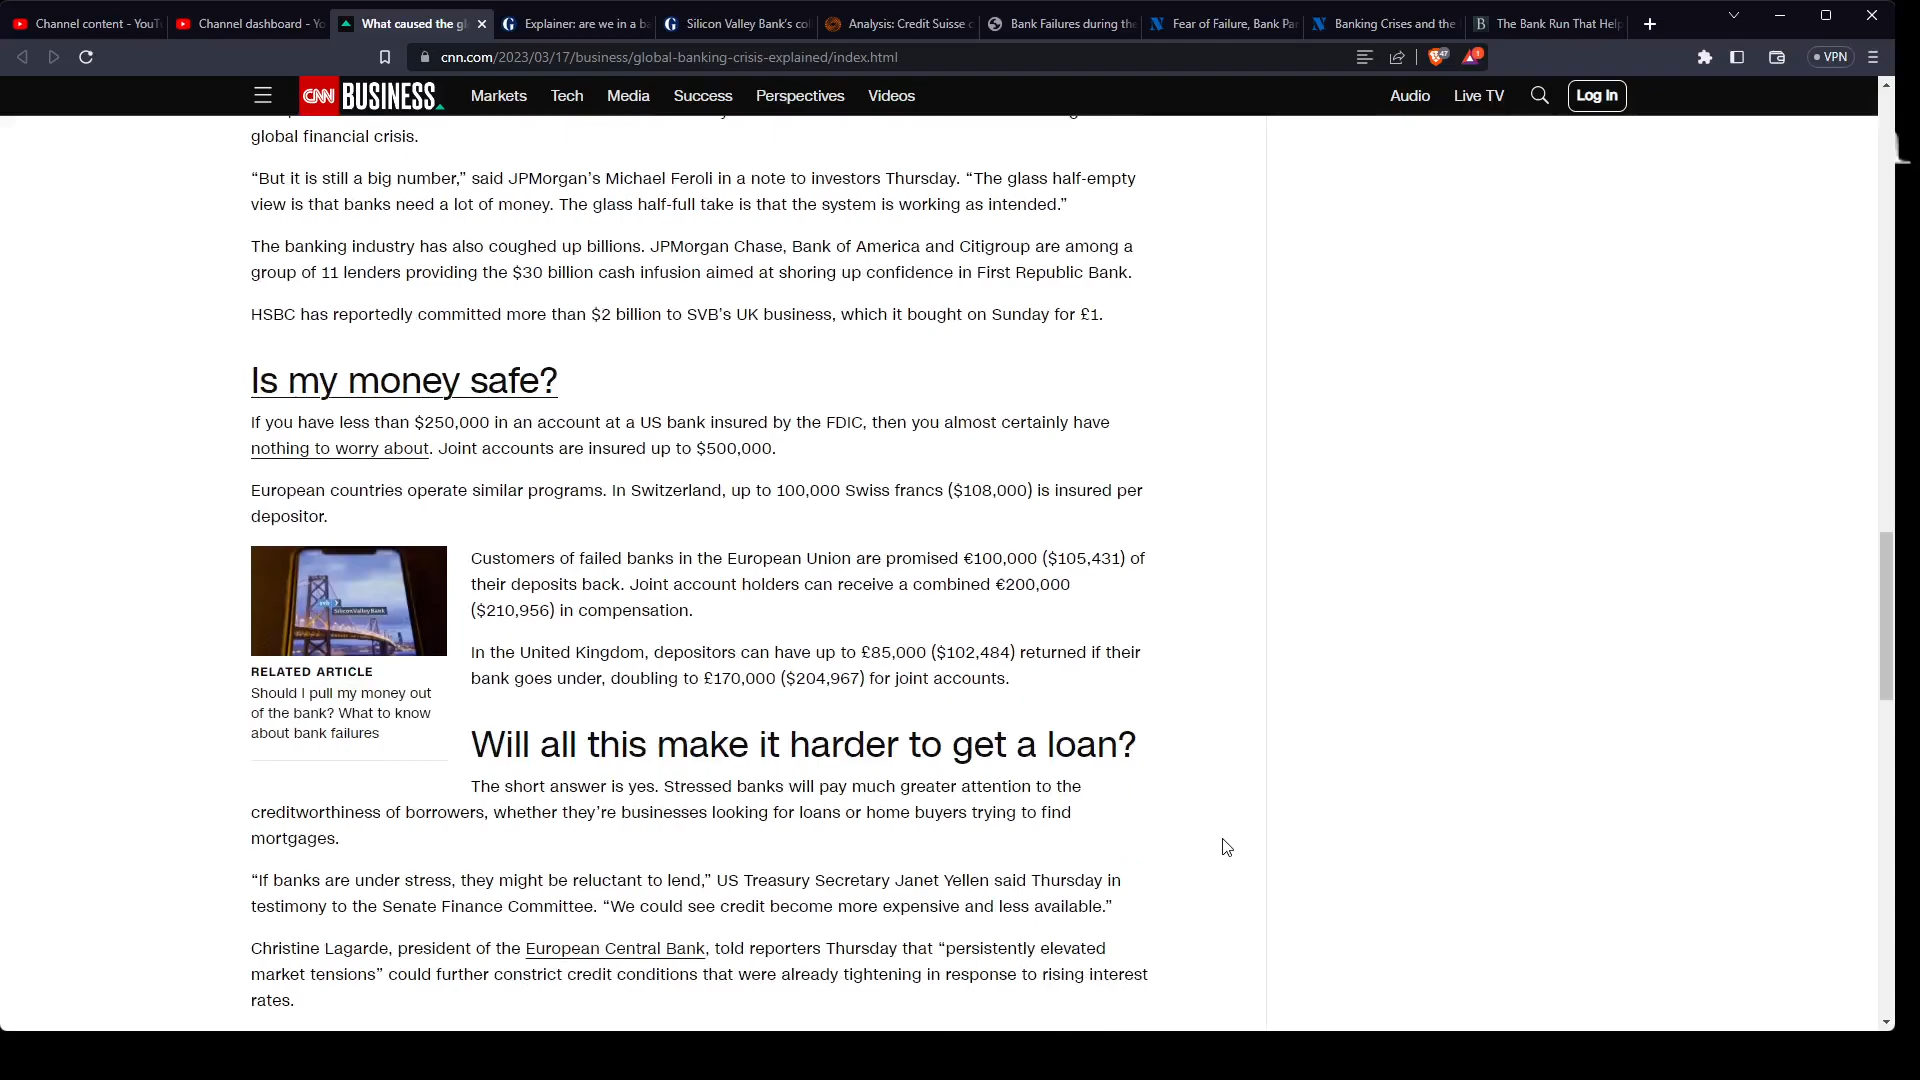 Channel content - YouT
Channel dashboard - Yo
What caused the gl
Explainer: are we in a ba
Silicon Valley Bank's col
Analysis: Credit Suisse c
Bank Failures during the
Fear of Failure, Bank Pa
Banking Crises and the
The Bank Run That Help
cnn.com/2023/03/17/business/global-banking-crisis-explained/index.html
47
1
VPN
CNN BUSINESS
Markets
Tech
Media
Success
Perspectives
Videos
Audio
Live TV
Log In
global financial crisis.
“But it is still a big number,” said JPMorgan’s Michael Feroli in a note to investors Thursday. “The glass half-empty
view is that banks need a lot of money. The glass half-full take is that the system is working as intended.”
The banking industry has also coughed up billions. JPMorgan Chase, Bank of America and Citigroup are among a
group of 11 lenders providing the $30 billion cash infusion aimed at shoring up confidence in First Republic Bank.
HSBC has reportedly committed more than $2 billion to SVB’s UK business, which it bought on Sunday for £1.
Is my money safe?
If you have less than $250,000 in an account at a US bank insured by the FDIC, then you almost certainly have
nothing to worry about. Joint accounts are insured up to $500,000.
European countries operate similar programs. In Switzerland, up to 100,000 Swiss francs ($108,000) is insured per
depositor.
Customers of failed banks in the European Union are promised €100,000 ($105,431) of
their deposits back. Joint account holders can receive a combined €200,000
($210,956) in compensation.
In the United Kingdom, depositors can have up to £85,000 ($102,484) returned if their
bank goes under, doubling to £170,000 ($204,967) for joint accounts.
svb
Silicon Valley Bank
RELATED ARTICLE
Should I pull my money out
of the bank? What to know
about bank failures
Will all this make it harder to get a loan?
The short answer is yes. Stressed banks will pay much greater attention to the
creditworthiness of borrowers, whether they’re businesses looking for loans or home buyers trying to find
mortgages.
“If banks are under stress, they might be reluctant to lend,” US Treasury Secretary Janet Yellen said Thursday in
testimony to the Senate Finance Committee. “We could see credit become more expensive and less available.”
Christine Lagarde, president of the European Central Bank, told reporters Thursday that “persistently elevated
market tensions” could further constrict credit conditions that were already tightening in response to rising interest
rates.